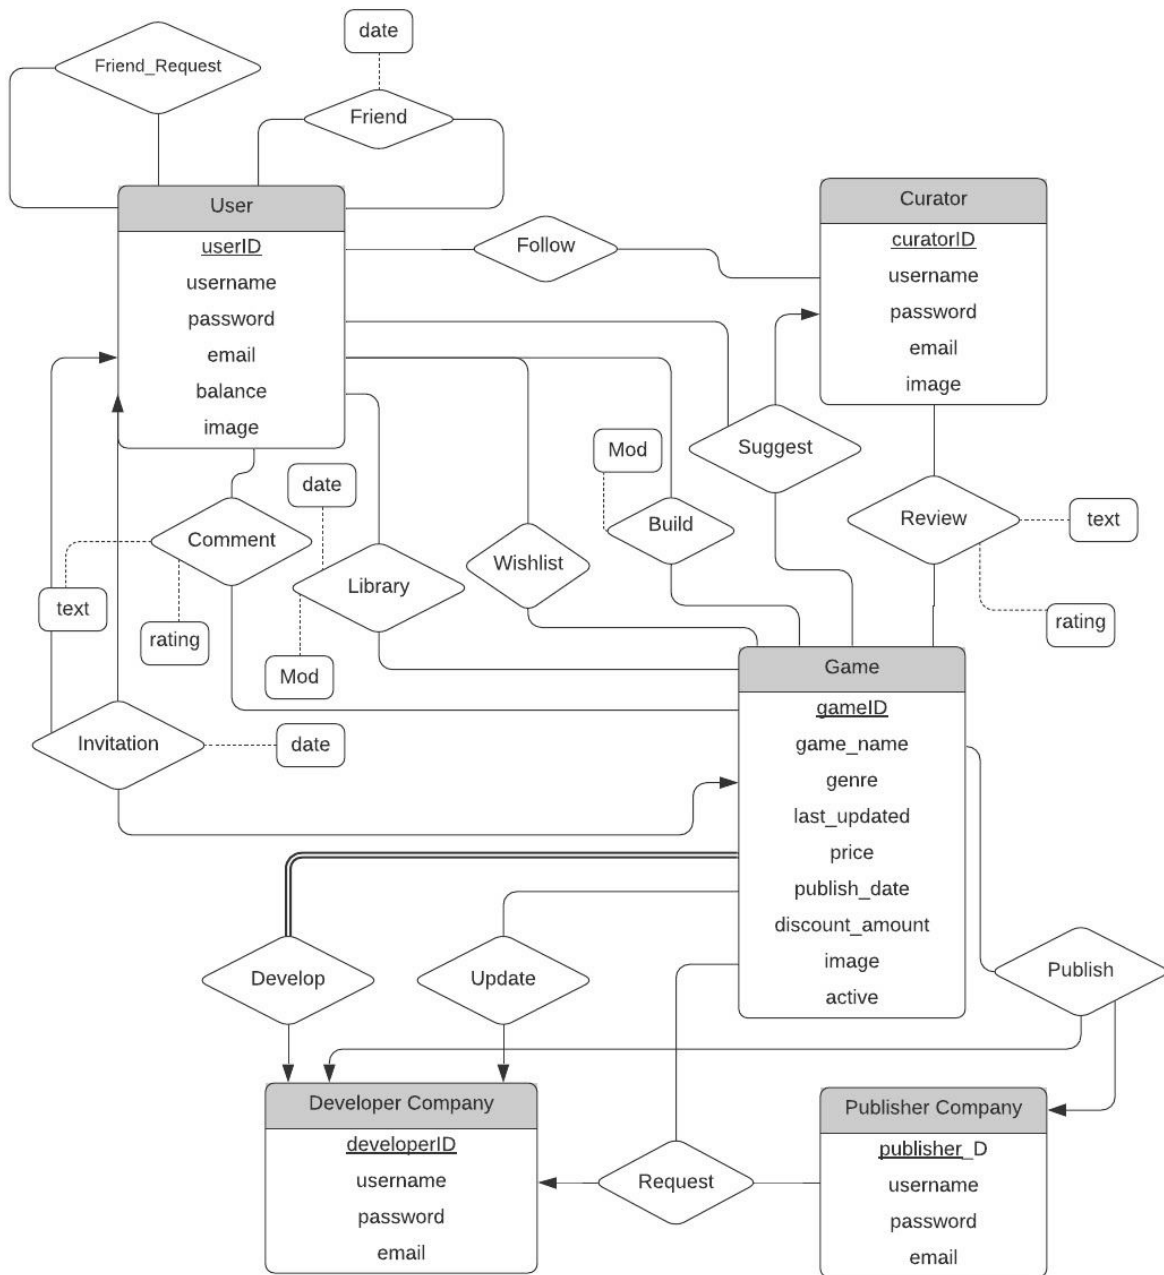 date
Friend_Request
Friend
User
userID
username
password
email
balance
image
Follow
Curator
curatorID
username
password
email
image
Suggest
Mod
date
Comment
Build
Review
text
Wishlist
Library
text
rating
rating
Mod
Invitation
date
Game
gameID
game_name
genre
last_updated
price
publish_date
discount_amount
image
active
Develop
Update
Publish
Developer Company
developerID
username
password
email
Request
Publisher Company
publisher_D
username
password
email